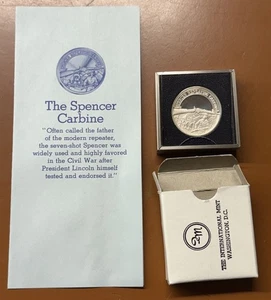 The Spencer
Carbine
"Often called the father
of the modern repeater,
the seven-shot Spencer was
widely used and highly favored
in the Civil War after
President Lincoln himself
tested and endorsed it."
THE INTERNATIONAL MINT
WASHINGTON, D.C.